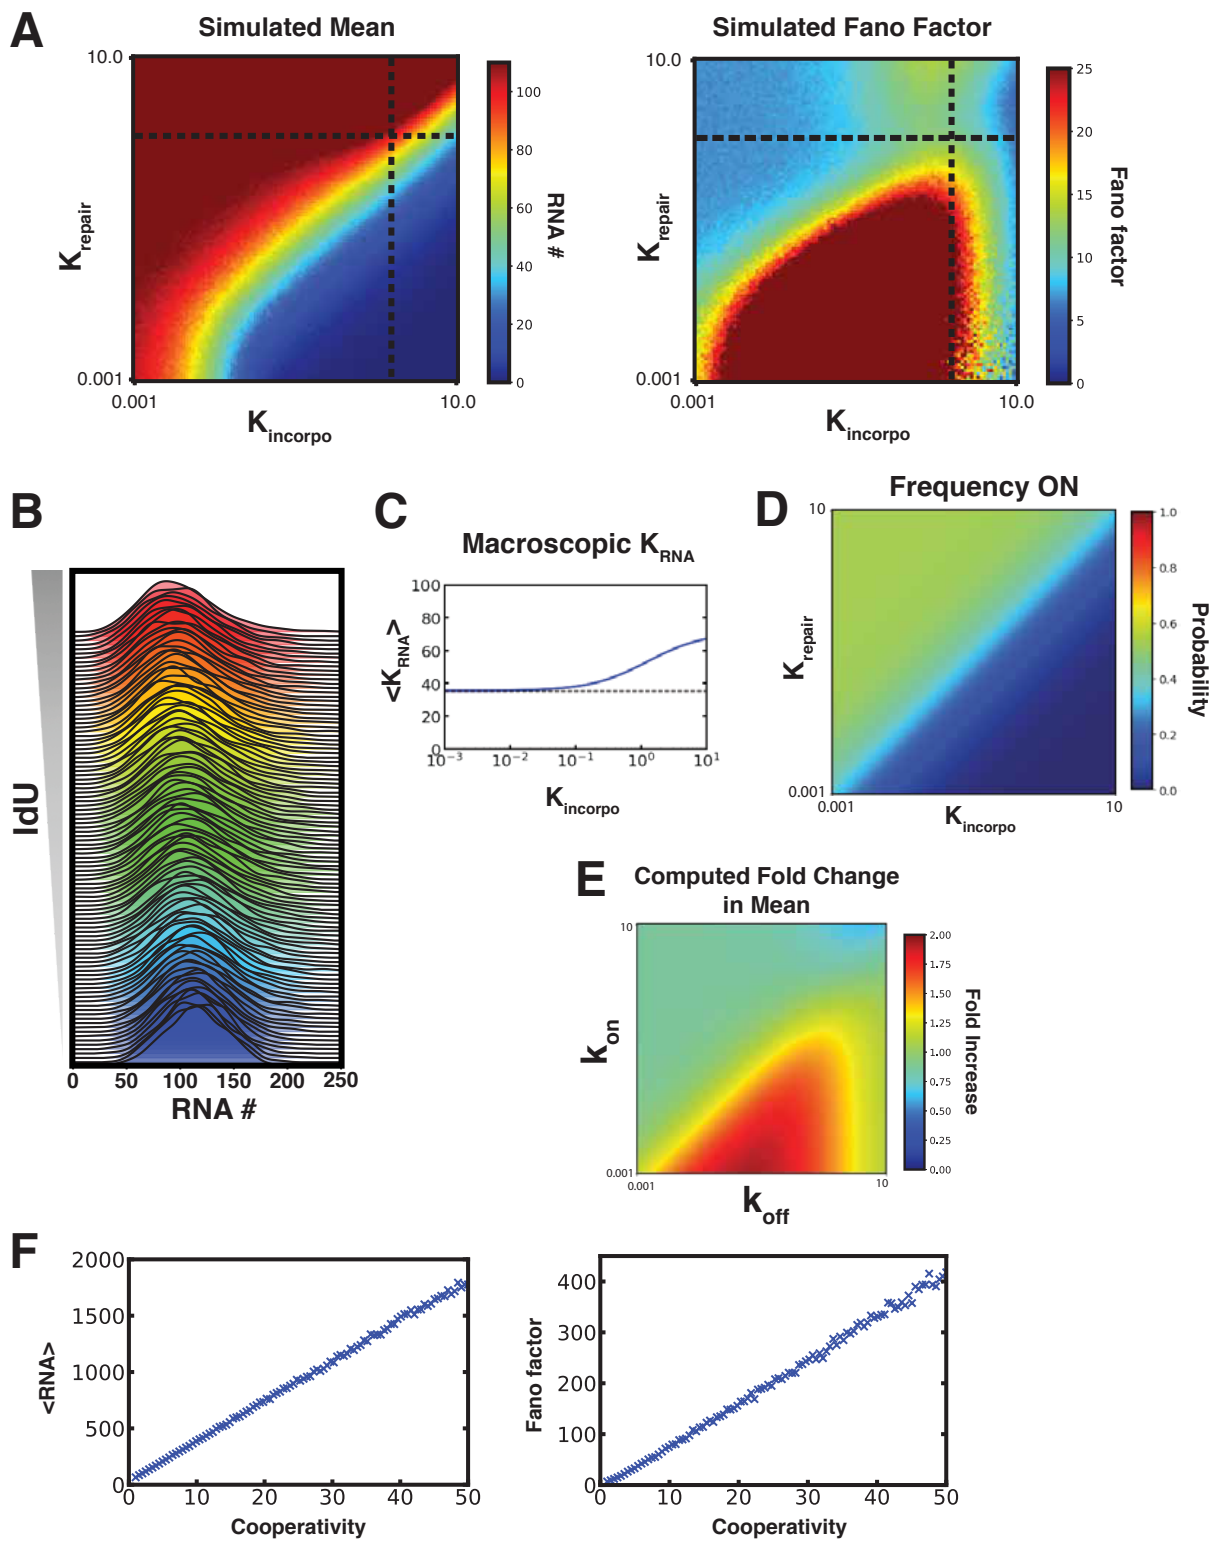 A
Simulated Mean
Simulated Fano Factor
10.0
0.001
0.001
10.0
K_repair
K_incorpo
100
80
60
40
20
0
RNA #
10.0
0.001
0.001
10.0
K_repair
K_incorpo
25
20
15
10
5
0
Fano factor
B
IdU
0 50 100 150 200 250
RNA #
C
Macroscopic K_RNA
100
80
60
40
20
0
<K_RNA>
10^-3 10^-2 10^-1 10^0 10^1
K_incorpo
D
Frequency ON
10
0.001
0.001
10
K_repair
K_incorpo
1.0
0.8
0.6
0.4
0.2
0.0
Probability
E
Computed Fold Change
in Mean
10
0.001
0.001
10
k_on
k_off
2.00
1.75
1.50
1.25
1.00
0.75
0.50
0.25
0.00
Fold Increase
F
2000
1500
1000
500
0
<RNA>
0 10 20 30 40 50
Cooperativity
400
300
200
100
0
Fano factor
0 10 20 30 40 50
Cooperativity